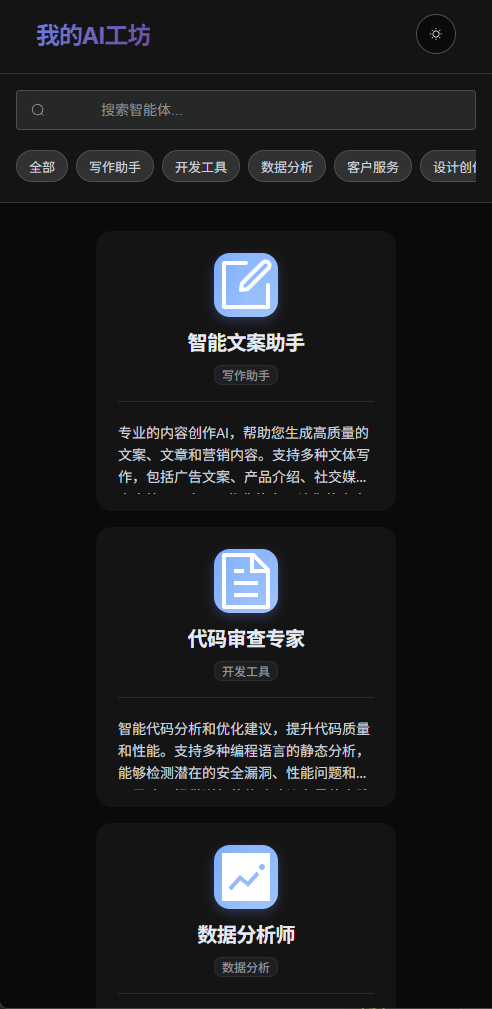 我的AI工坊
搜索智能体...
全部 写作助手 开发工具 数据分析 客户服务 设计创
智能文案助手
写作助手
专业的内容创作AI，帮助您生成高质量的
文案、文章和营销内容。支持多种文体写
作，包括广告文案、产品介绍、社交媒...
代码审查专家
开发工具
智能代码分析和优化建议，提升代码质量
和性能。支持多种编程语言的静态分析，
能够检测潜在的安全漏洞、性能问题和...
数据分析师
数据分析